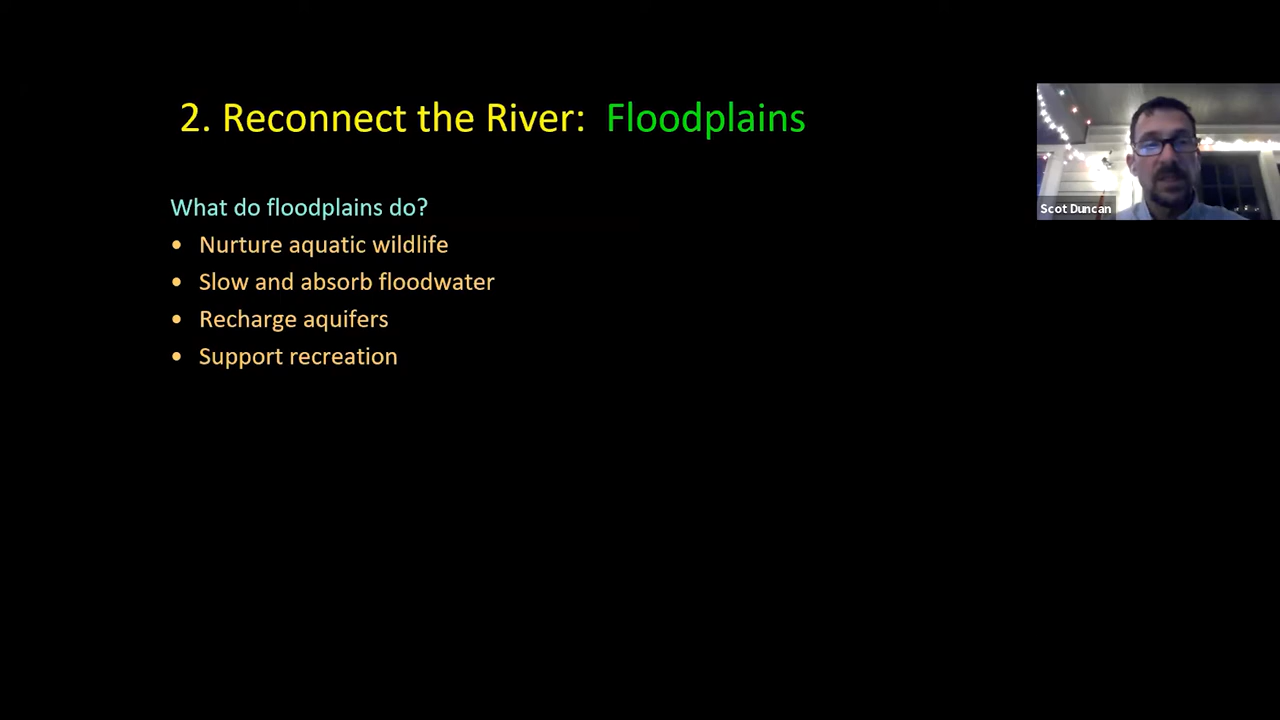 2. Reconnect the River: Floodplains
Scot Duncan
What do floodplains do?
• Nurture aquatic wildlife
• Slow and absorb floodwater
• Recharge aquifers
• Support recreation